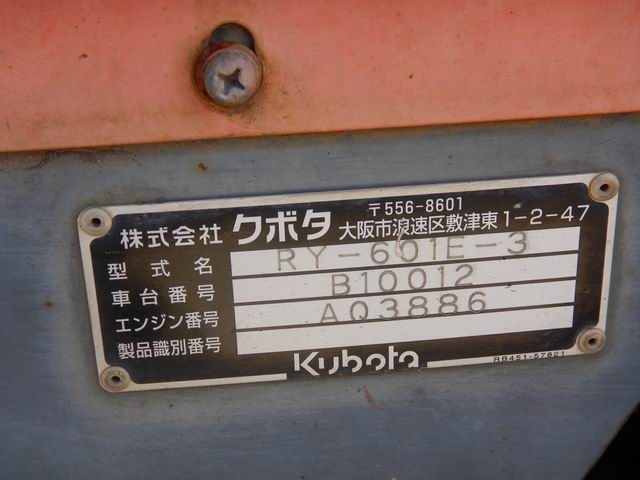 株式会社 クボタ 〒556-8601 大阪市浪速区敷津東1-2-47
型式名 RY-601E-3
車台番号 B10012
エンジン番号 AQ3886
製品識別番号
Kubota RB451-57821